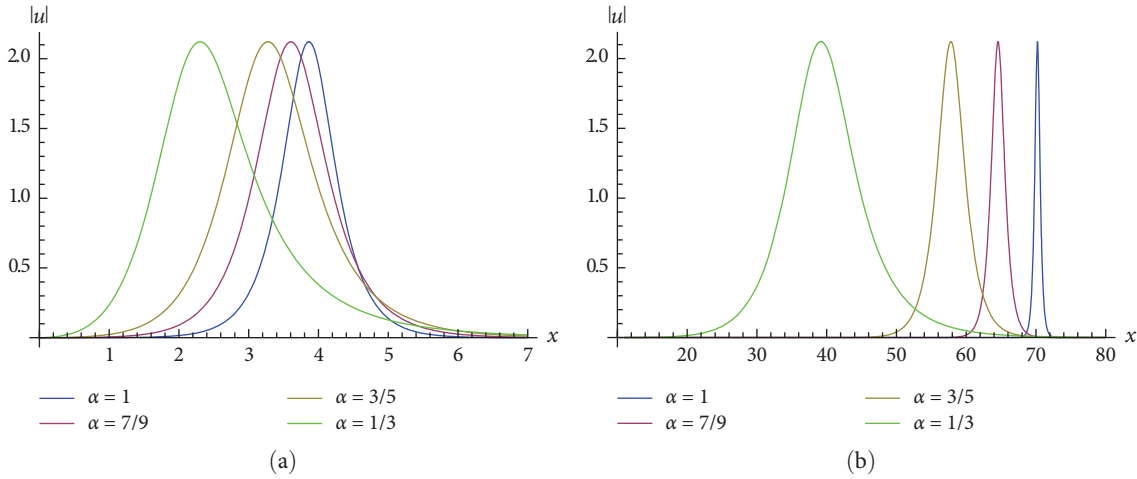 |u| |u|
2.0 2.0
1.5 1.5
1.0 1.0
0.5 0.5
x x
1 2 3 4 5 6 7 20 30 40 50 60 70 80
α = 1 α = 3/5 α = 1 α = 3/5
α = 7/9 α = 1/3 α = 7/9 α = 1/3
(a) (b)